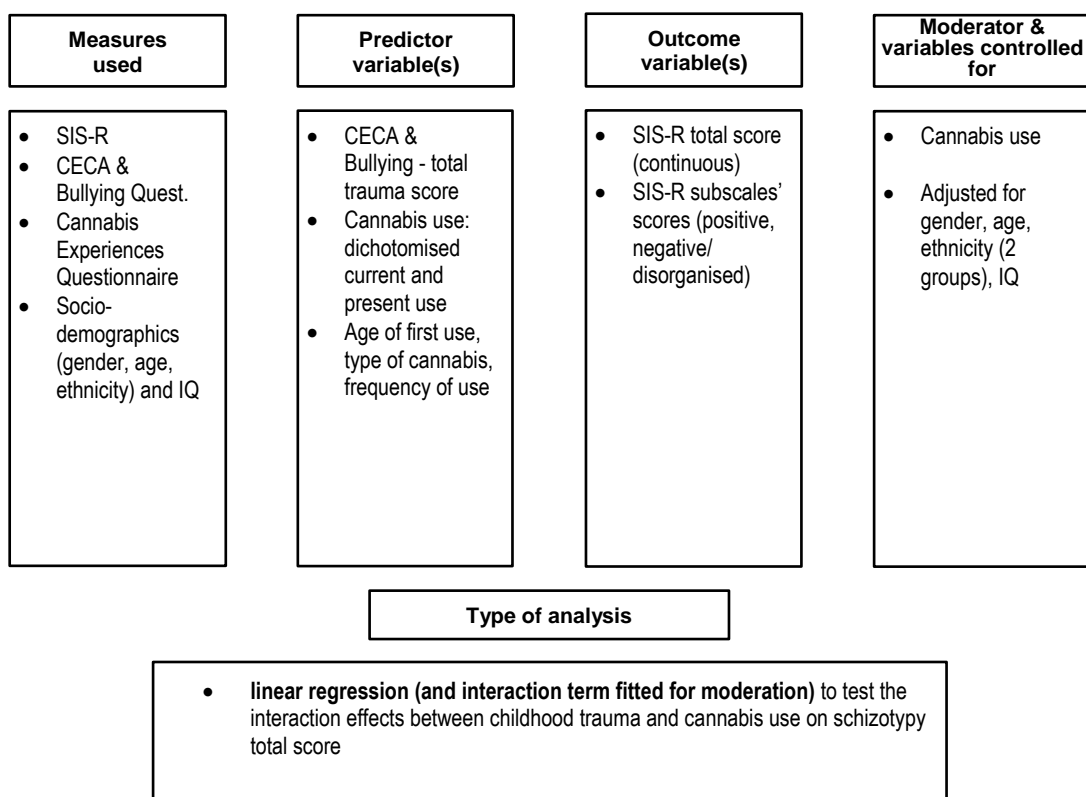 Measures
used
Predictor
variable(s)
Outcome
variable(s)
Moderator &
variables controlled
for
• SIS-R
• CECA &
Bullying Quest.
• Cannabis
Experiences
Questionnaire
• Socio-
demographics
(gender, age,
ethnicity) and IQ
• CECA &
Bullying - total
trauma score
• Cannabis use:
dichotomised
current and
present use
• Age of first use,
type of cannabis,
frequency of use
• SIS-R total score
(continuous)
• SIS-R subscales’
scores (positive,
negative/
disorganised)
• Cannabis use
• Adjusted for
gender, age,
ethnicity (2
groups), IQ
Type of analysis
• linear regression (and interaction term fitted for moderation) to test the
interaction effects between childhood trauma and cannabis use on schizotypy
total score